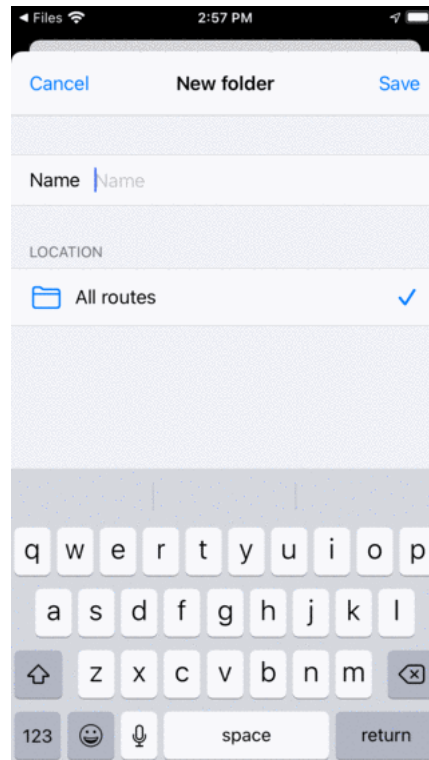 Files 2:57 PM
Cancel New folder Save
Name Name
LOCATION
All routes
q w e r t y u i o p
a s d f g h j k l
z x c v b n m
123 space return